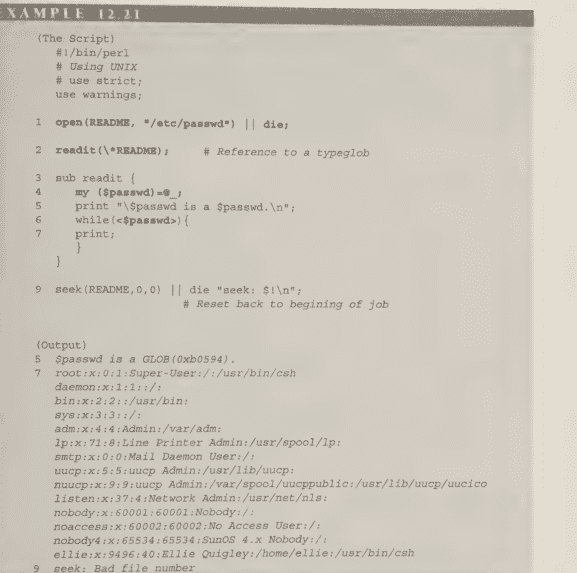 EXAMPLE 12.21
(The Script)
#!/bin/perl
# Using UNIX
# use strict;
use warnings;
1 open(README, "/etc/passwd") || die;
2 readit(\*README); # Reference to a typeglob
3 sub readit {
4 my ($passwd)=@_;
5 print "\$passwd is a $passwd.\n";
6 while(<$passwd>){
7 print;
}
}
9 seek(README,0,0) || die "seek: $!\n";
# Reset back to begining of job
(Output)
5 $passwd is a GLOB(0xb0594).
7 root:x:0:1:Super-User:/:/usr/bin/csh
daemon:x:1:1::/:
bin:x:2:2::/usr/bin:
sys:x:3:3::/:
adm:x:4:4:Admin:/var/adm:
lp:x:71:8:Line Printer Admin:/usr/spool/lp:
smtp:x:0:0:Mail Daemon User:/:
uucp:x:5:5:uucp Admin:/usr/lib/uucp:
nuucp:x:9:9:uucp Admin:/var/spool/uucppublic:/usr/lib/uucp/uucico
listen:x:37:4:Network Admin:/usr/net/nls:
nobody:x:60001:60001:Nobody:/:
noaccess:x:60002:60002:No Access User:/:
nobody4:x:65534:65534:SunOS 4.x Nobody:/:
ellie:x:9496:40:Ellie Quigley:/home/ellie:/usr/bin/csh
9 seek: Bad file number